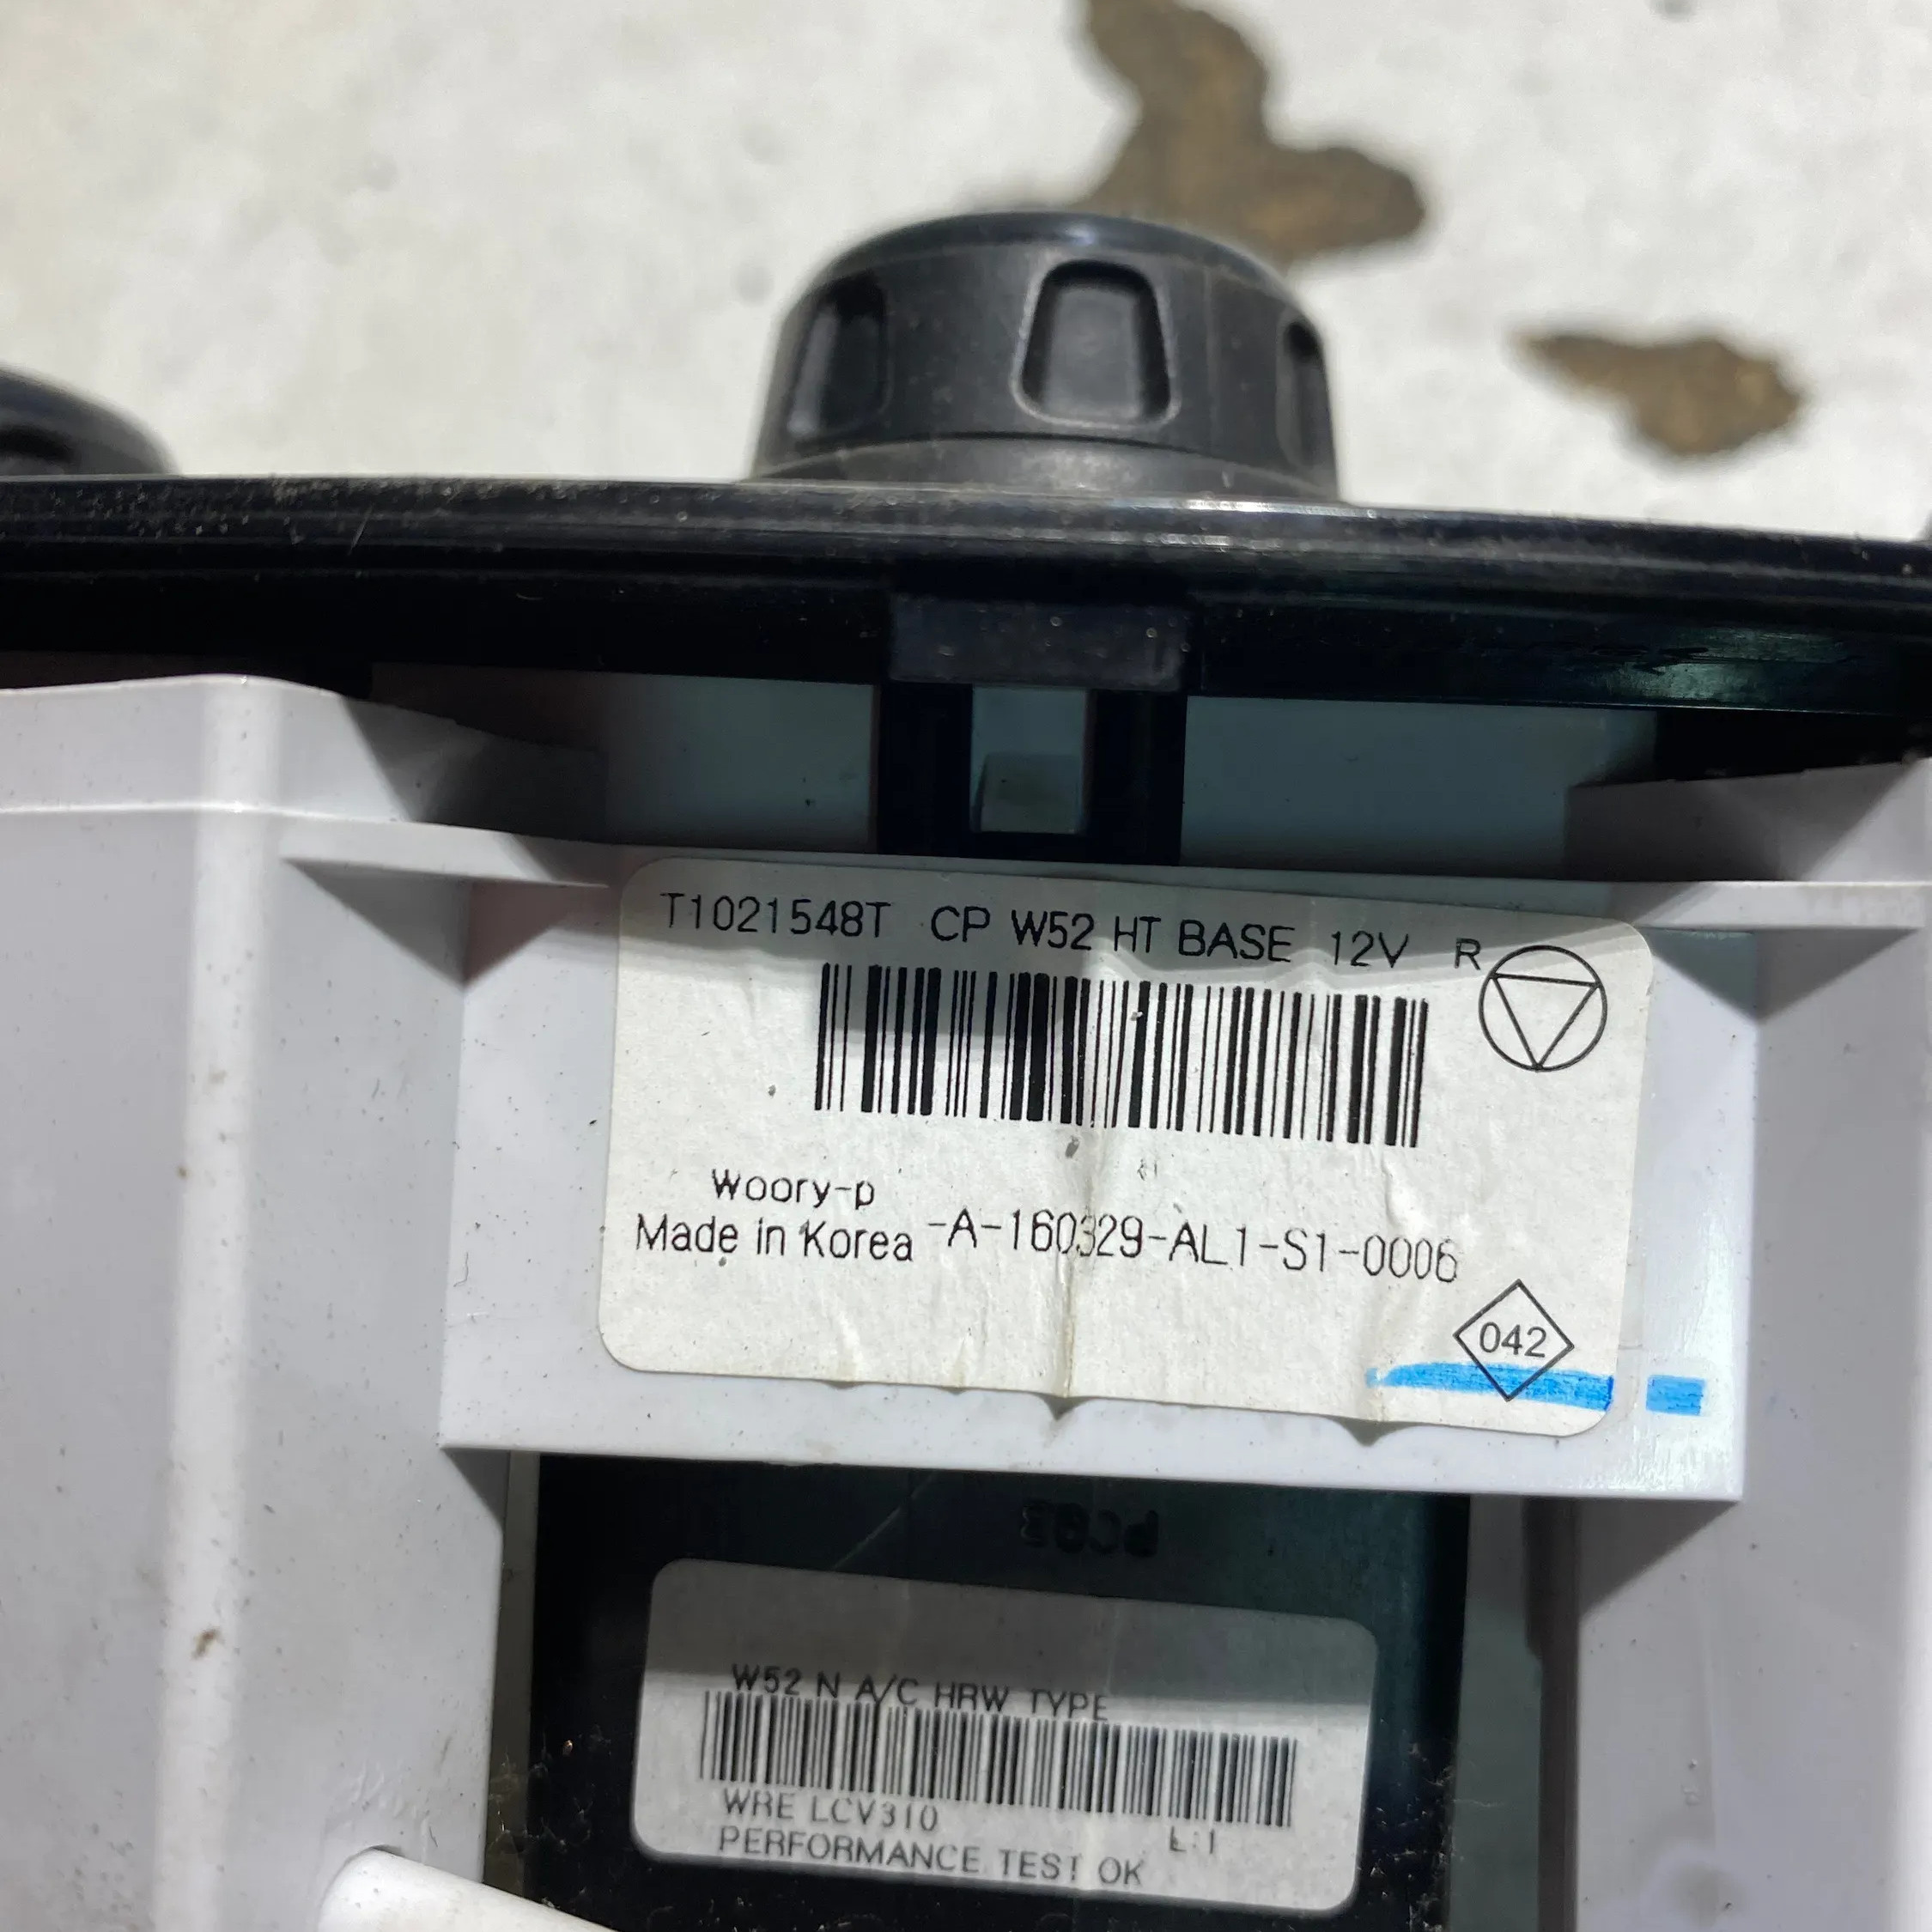 T1021548T CP W52 HT BASE 12V R
Woory-p
Made in Korea -A-160329-AL1-S1-0006
042
W52 N A/C HRW TYPE
WRE LCV310
L:1
PERFORMANCE TEST OK